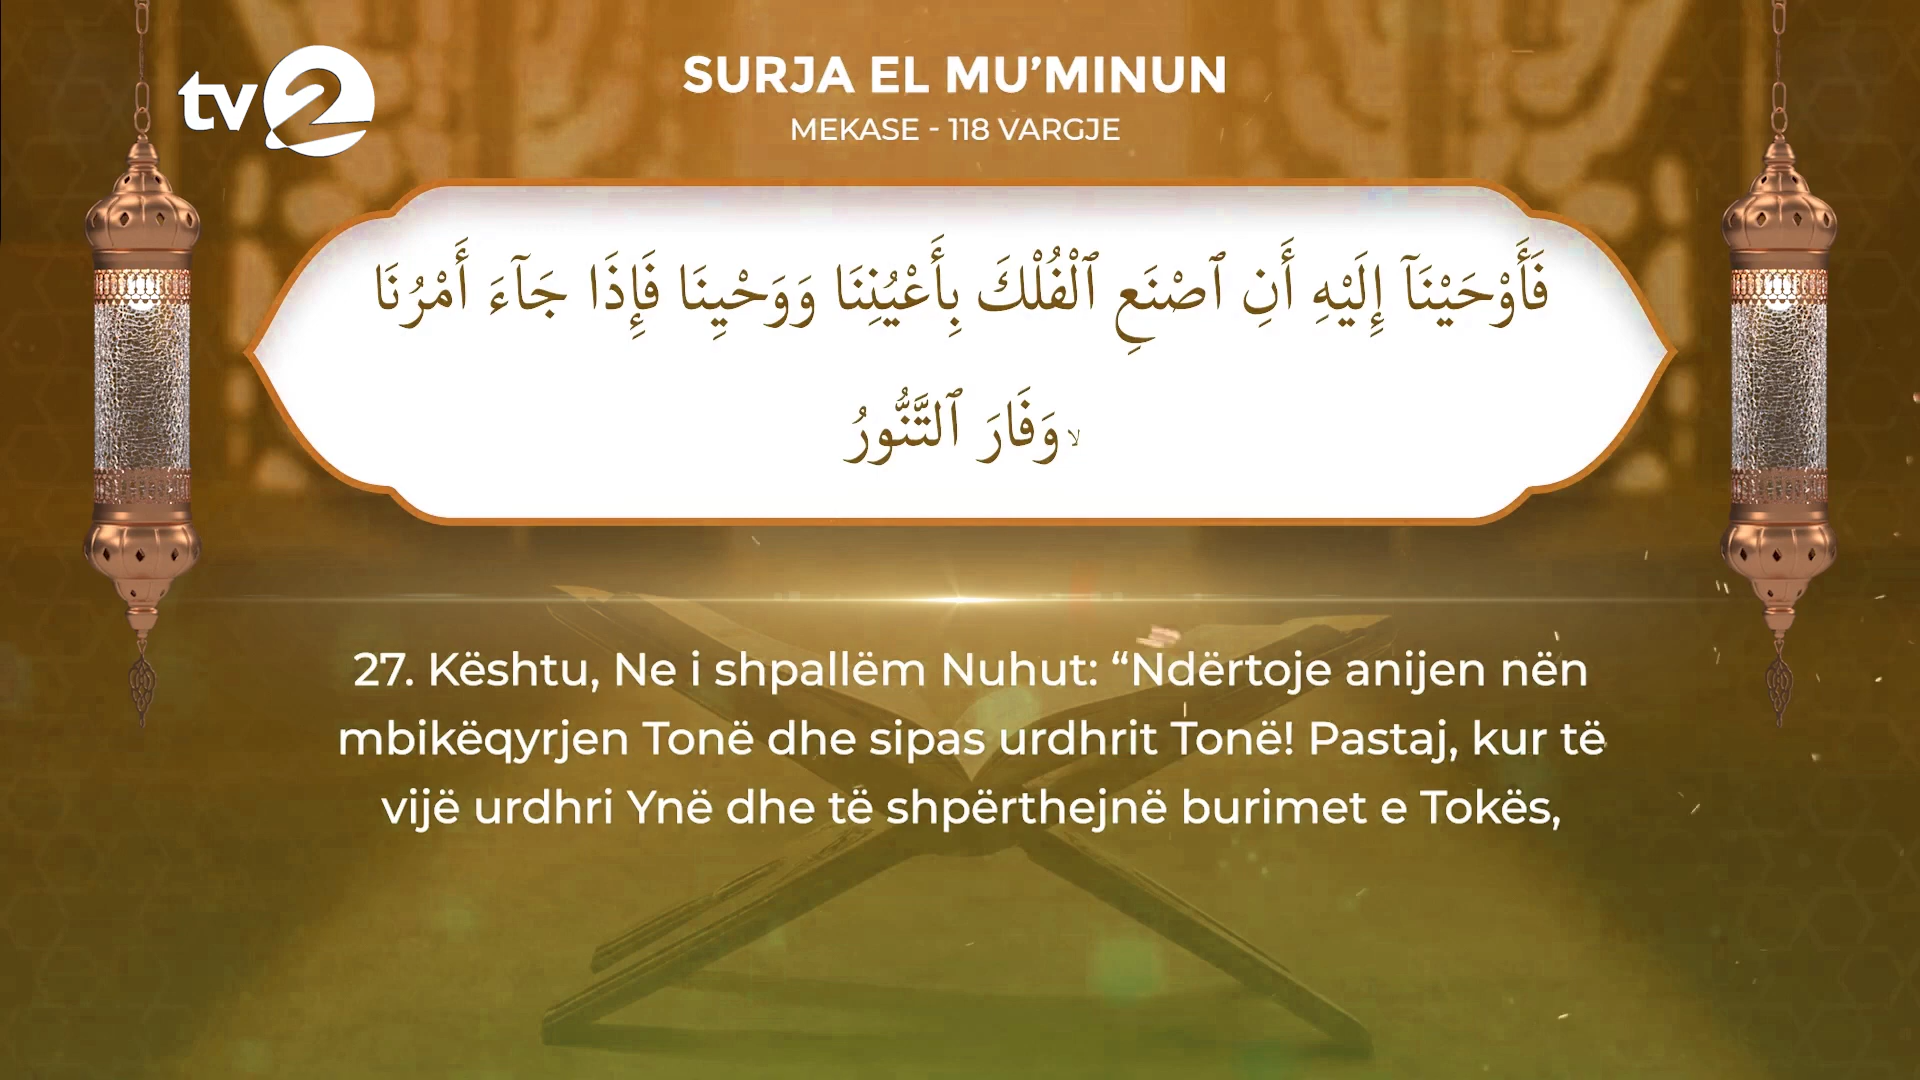 tv2
SURJA EL MU’MINUN
MEKASE - 118 VARGJE
فَأَوْحَيْنَآ إِلَيْهِ أَنِ ٱصْنَعِ ٱلْفُلْكَ بِأَعْيُنِنَا وَوَحْيِنَا فَإِذَا جَآءَ أَمْرُنَا
ۙوَفَارَ ٱلتَّنُّورُ
27. Kështu, Ne i shpallëm Nuhut: “Ndërtoje anijen nën
mbikëqyrjen Tonë dhe sipas urdhrit Tonë! Pastaj, kur të
vijë urdhri Ynë dhe të shpërthejnë burimet e Tokës,